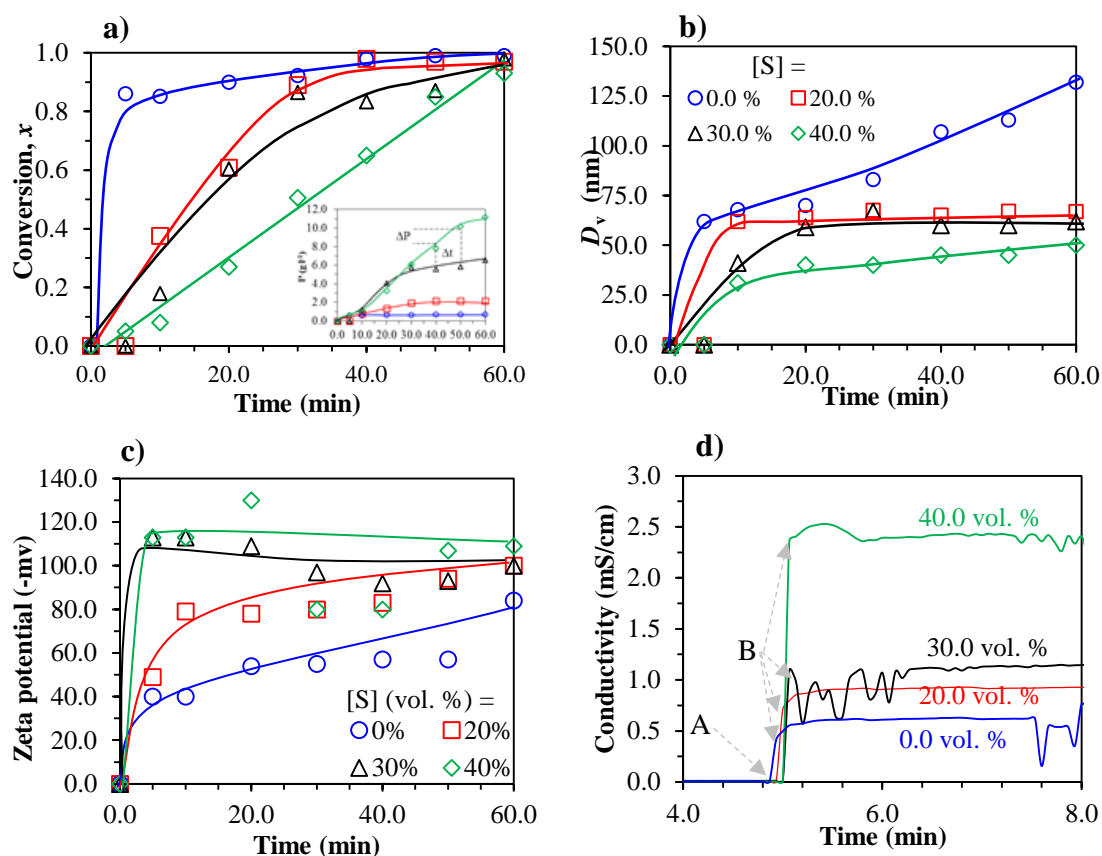 a)
1.0
0.8
0.6
0.4
0.2
0.0
Conversion, x
0.0 20.0 40.0 60.0
Time (min)
12.0
10.0
8.0
6.0
4.0
2.0
0.0
ΔP
Δt
0.0 10.0 20.0 30.0 40.0 50.0 60.0
b)
150.0
125.0
100.0
75.0
50.0
25.0
0.0
Dv (nm)
[S] =
0.0 % 20.0 %
30.0 % 40.0 %
0.0 20.0 40.0 60.0
Time (min)
c)
140.0
120.0
100.0
80.0
60.0
40.0
20.0
0.0
Zeta potential (-mv)
[S] (vol. %) =
0% 20%
30% 40%
0.0 20.0 40.0 60.0
Time (min)
d)
3.0
2.5
2.0
1.5
1.0
0.5
0.0
Conductivity (mS/cm)
40.0 vol. %
30.0 vol. %
20.0 vol. %
0.0 vol. %
B
A
4.0 6.0 8.0
Time (min)